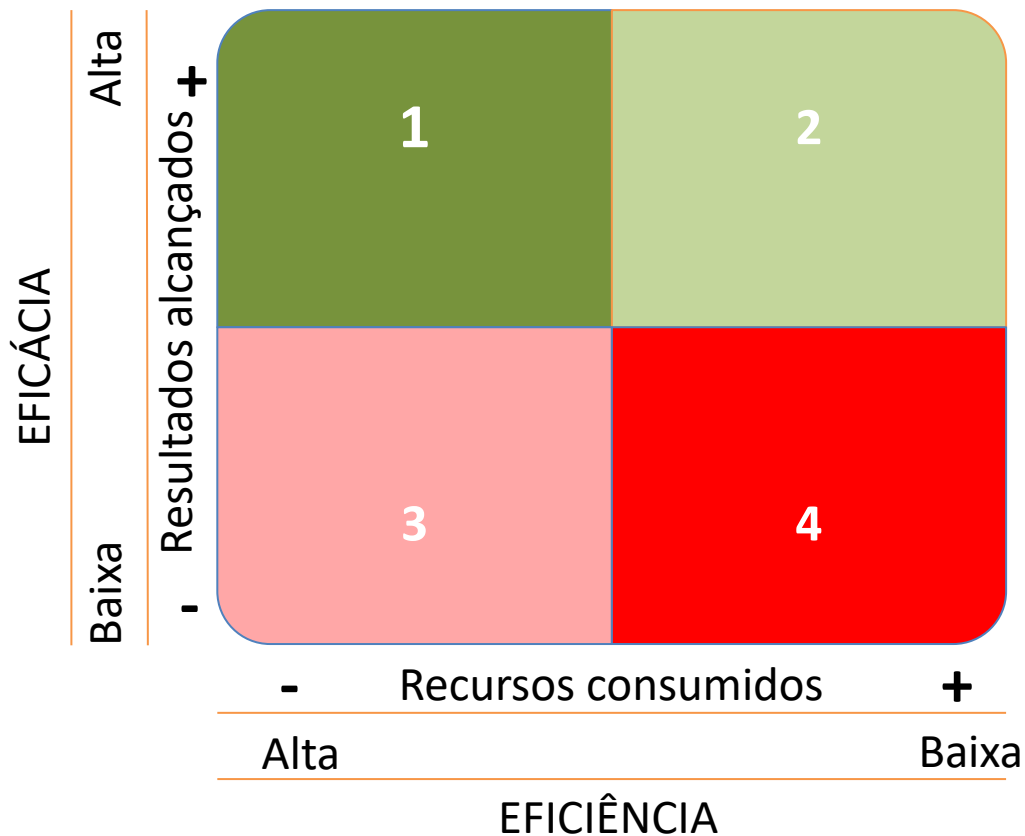 EFICÁCIA
Alta
Baixa
Resultados alcançados
+
-
1
2
3
4
- Recursos consumidos +
Alta Baixa
EFICIÊNCIA